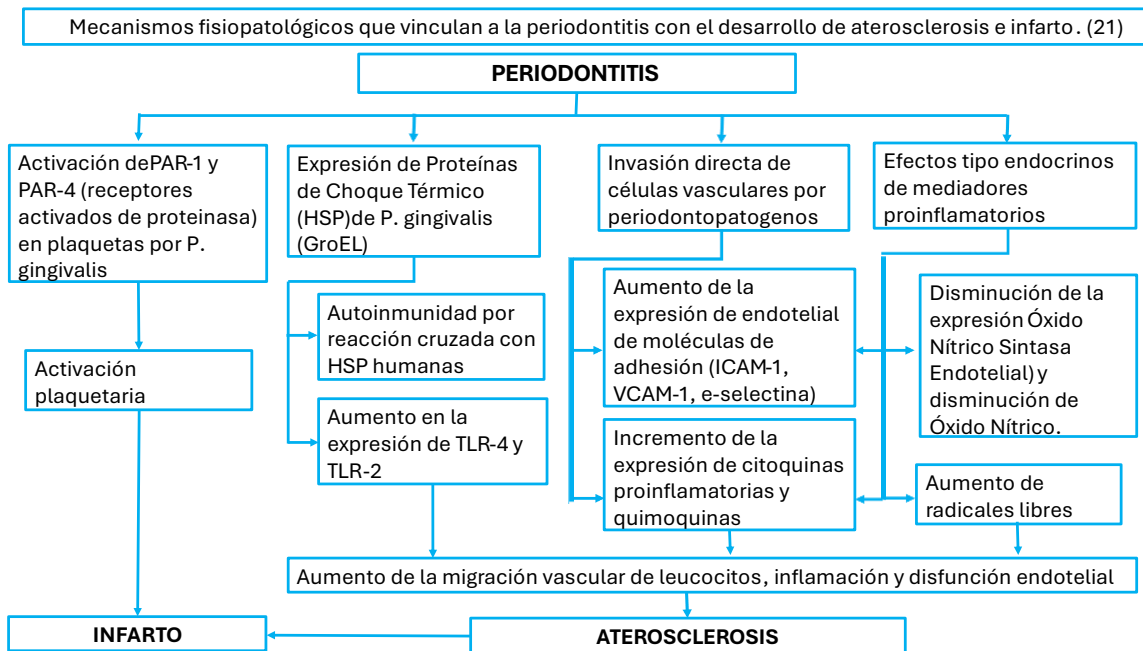 Mecanismos fisiopatológicos que vinculan a la periodontitis con el desarrollo de aterosclerosis e infarto. (21)
PERIODONTITIS
Activación dePAR-1 y
PAR-4 (receptores
activados de proteinasa)
en plaquetas por P.
gingivalis
Expresión de Proteínas
de Choque Térmico
(HSP)de P. gingivalis
(GroEL)
Invasión directa de
células vasculares por
periodontopatogenos
Efectos tipo endocrinos
de mediadores
proinflamatorios
Autoinmunidad por
reacción cruzada con
HSP humanas
Aumento de la
expresión de endotelial
de moléculas de
adhesión (ICAM-1,
VCAM-1, e-selectina)
Disminución de la
expresión Óxido
Nítrico Sintasa
Endotelial) y
disminución de
Óxido Nítrico.
Activación
plaquetaria
Aumento en la
expresión de TLR-4 y
TLR-2
Incremento de la
expresión de citoquinas
proinflamatorias y
quimoquinas
Aumento de
radicales libres
Aumento de la migración vascular de leucocitos, inflamación y disfunción endotelial
INFARTO
ATEROSCLEROSIS